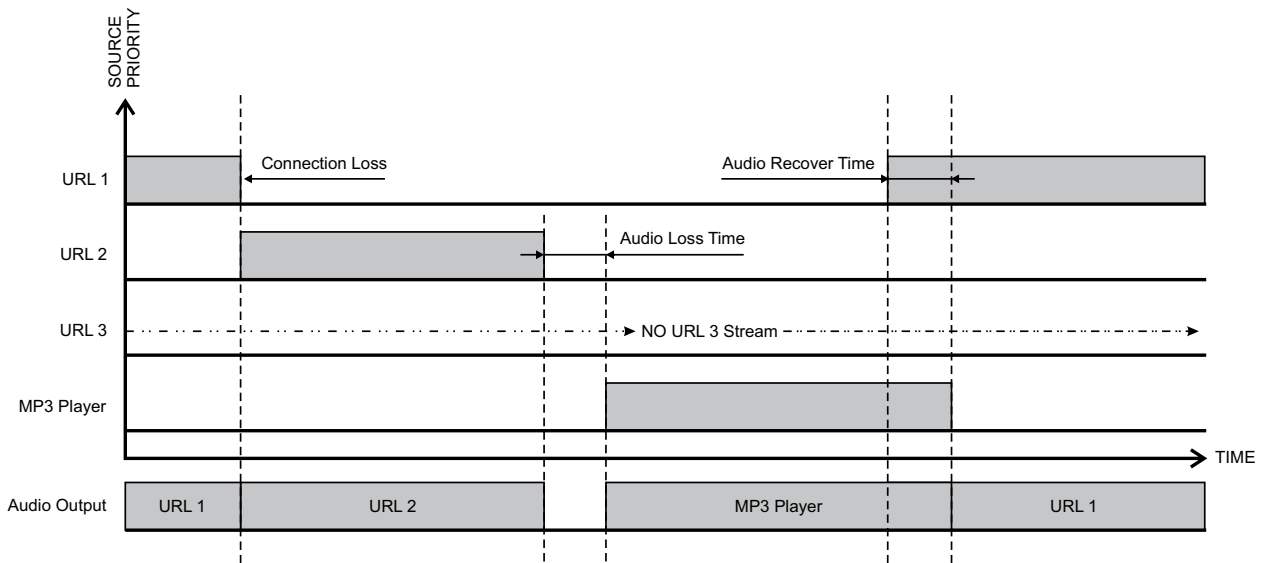 SOURCE
PRIORITY
Connection Loss
Audio Recover Time
URL 1
Audio Loss Time
URL 2
URL 3
NO URL 3 Stream
MP3 Player
TIME
Audio Output
URL 1
URL 2
MP3 Player
URL 1